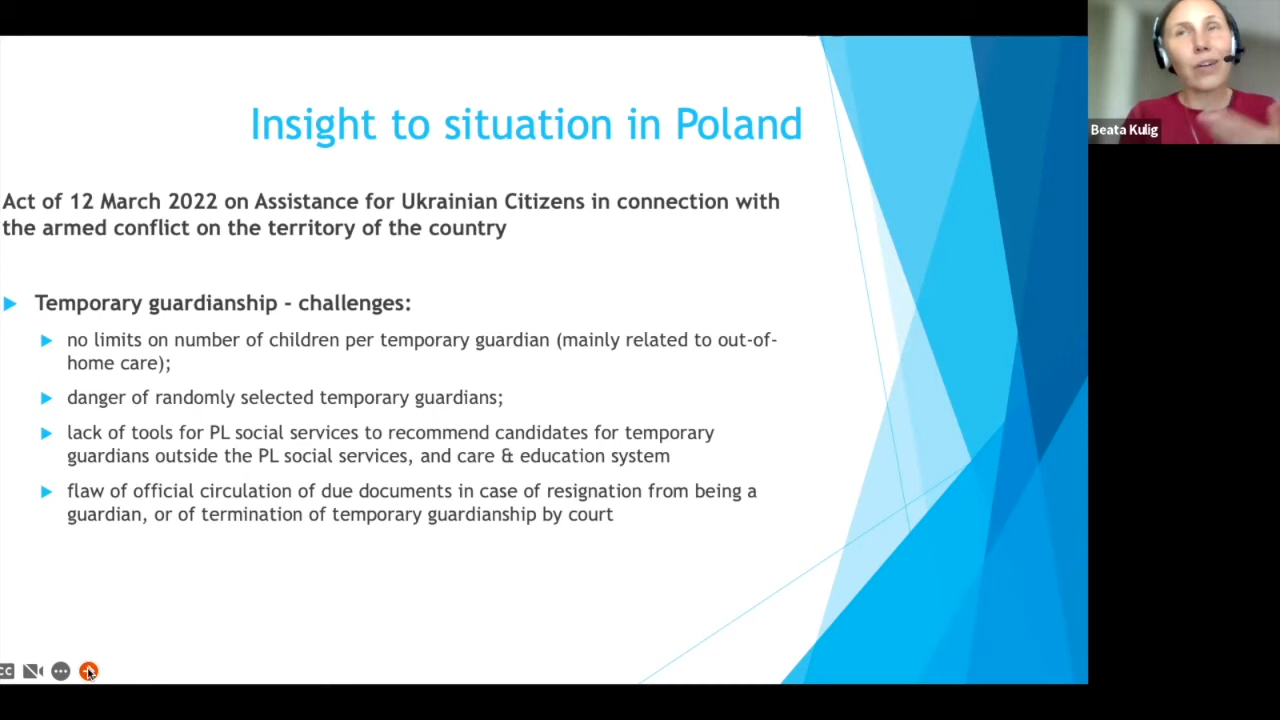 Insight to situation in Poland
Act of 12 March 2022 on Assistance for Ukrainian Citizens in connection with
the armed conflict on the territory of the country
Temporary guardianship - challenges:
no limits on number of children per temporary guardian (mainly related to out-of-
home care);
danger of randomly selected temporary guardians;
lack of tools for PL social services to recommend candidates for temporary
guardians outside the PL social services, and care & education system
flaw of official circulation of due documents in case of resignation from being a
guardian, or of termination of temporary guardianship by court
Beata Kulig
CC